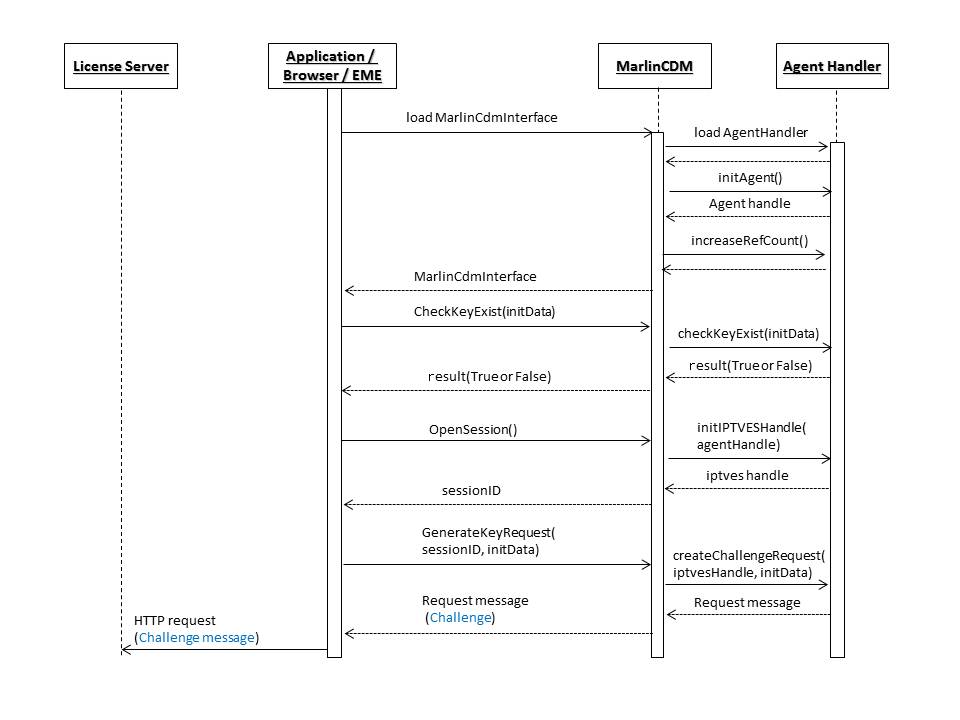 License Server
Application /
Browser / EME
MarlinCDM
Agent Handler
load MarlinCdmInterface
load AgentHandler
initAgent()
Agent handle
increaseRefCount()
MarlinCdmInterface
CheckKeyExist(initData)
checkKeyExist(initData)
result(True or False)
result(True or False)
OpenSession()
initIPTVESHandle(
agentHandle)
iptves handle
sessionID
GenerateKeyRequest(
sessionID, initData)
createChallengeRequest(
iptvesHandle, initData)
Request message
(Challenge)
Request message
HTTP request
(Challenge message)